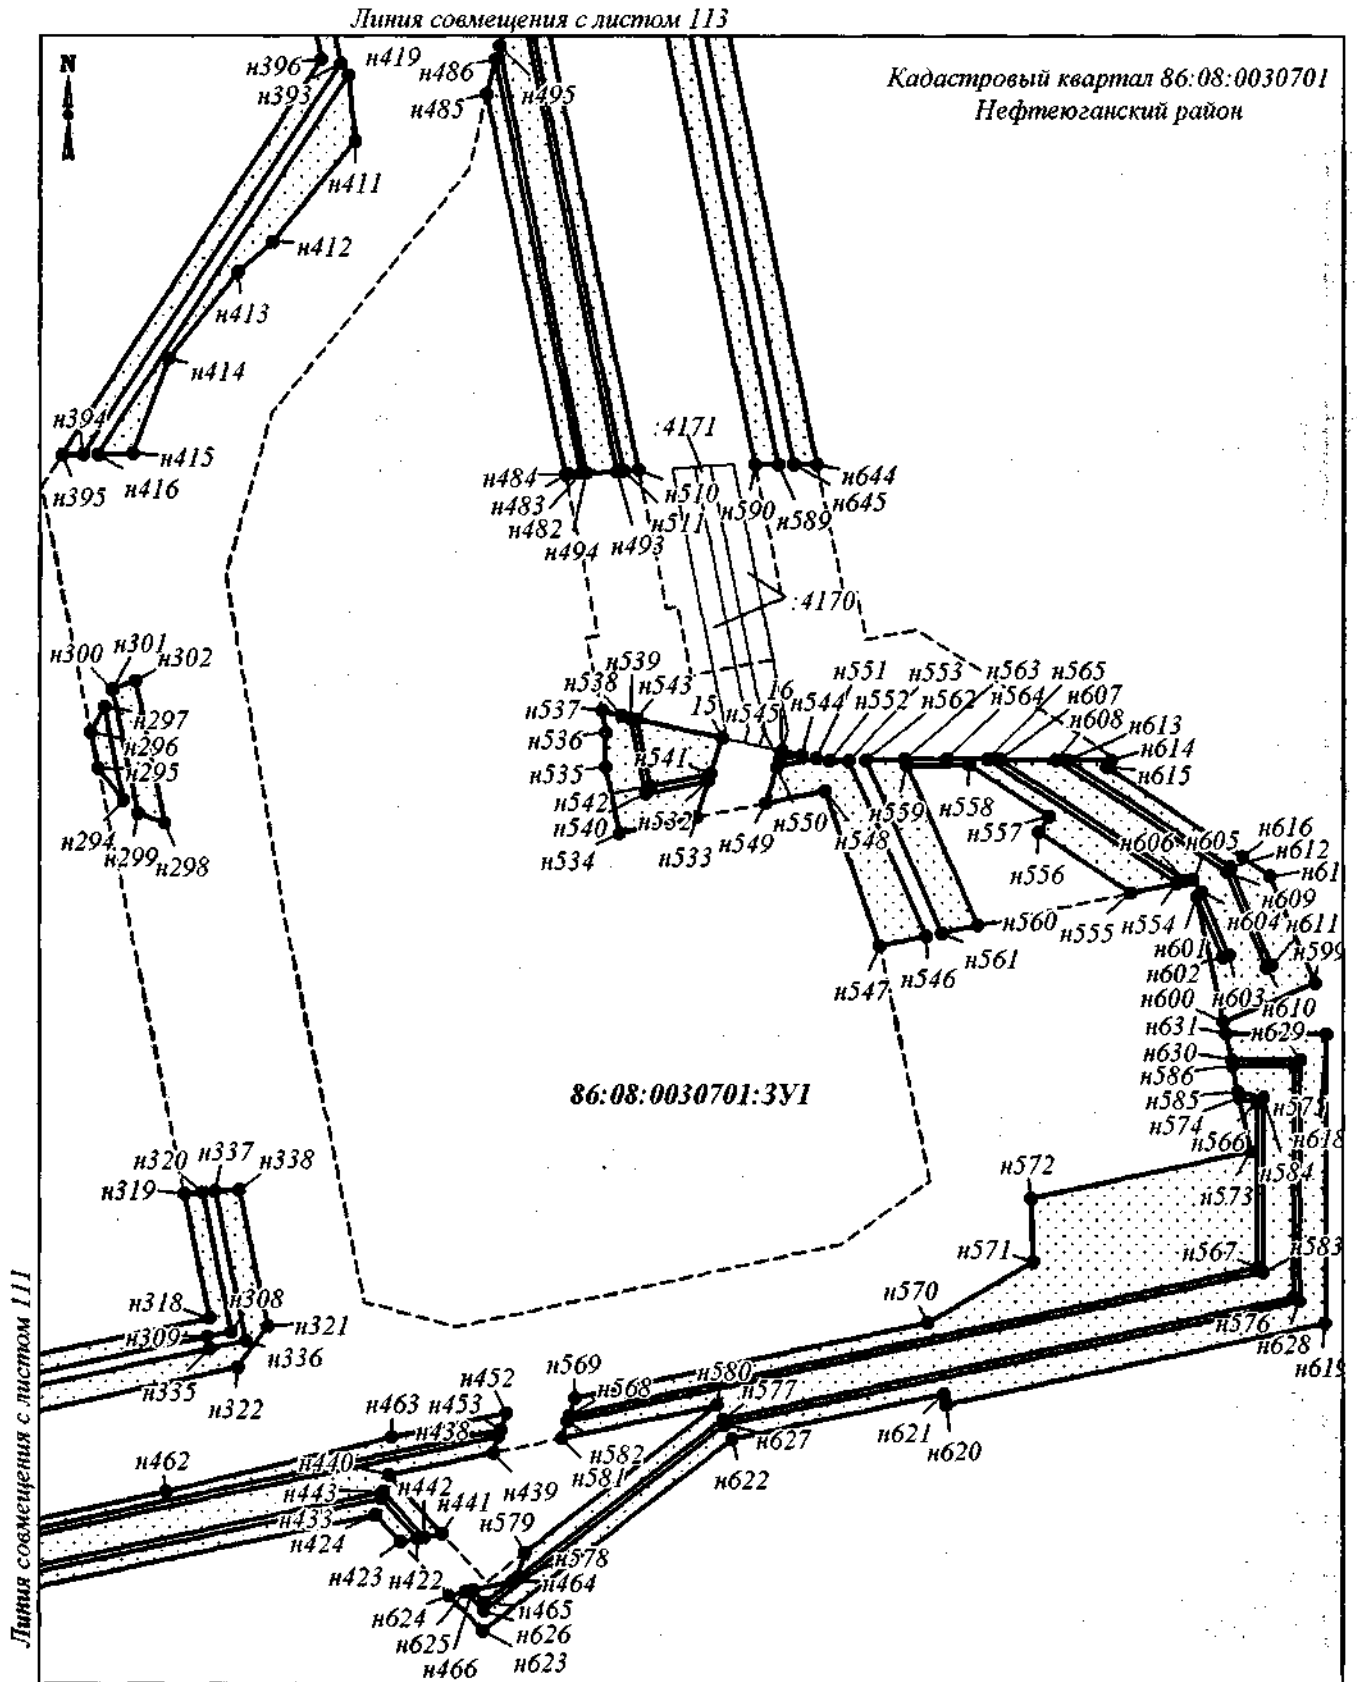 Линия совмещения с листом 113
N
Кадастровый квартал 86:08:0030701
Нефтеюганский район
н396
н393
н419
н486
н485
н495
н411
н412
н413
н414
н394
н395
н416
н415
:4171
н484
н483
н482
н494
н493
н511
н510
н590
н589
н645
н644
:4170
н300
н301
н302
н297
н296
н295
н294
н299
н298
н539
н538
н543
н537
н536
н535
н541
н542
н540
н534
н532
н533
15
16
н545
н544
н551
н552
н553
н562
н563
н564
н565
н607
н608
н613
н614
н615
н549
н550
н548
н559
н558
н557
н556
н555
н554
н606
н605
н616
н612
н61
н609
н604
н611
н599
н560
н561
н546
н547
н601
н602
н603
н610
н600
н631
н629
н630
н586
н585
н574
н575
н566
н618
н584
н573
86:08:0030701:ЗУ1
н572
н571
н570
н567
н583
н576
н628
н619
н320
н337
н338
н319
н318
н308
н309
н321
н336
н335
н322
н569
н568
н580
н577
н452
н453
н438
н463
н462
н440
н443
н442
н441
н439
н433
н424
н423
н422
н582
н581
н627
н622
н621
н620
н579
н578
н464
н465
н624
н625
н466
н626
н623
Линия совмещения с листом 111